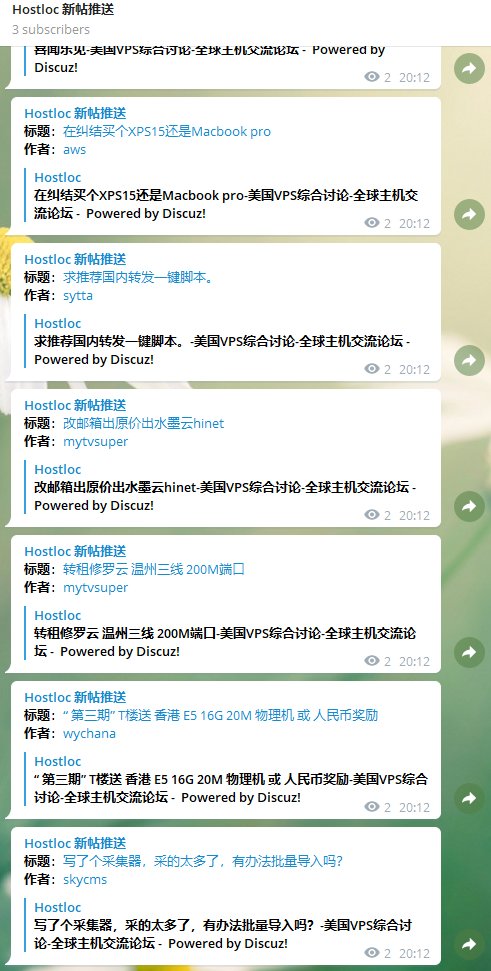 Hostloc 新帖推送
3 subscribers
喜闻乐见-美国VPS综合讨论-全球主机交流论坛 - Powered by
Discuz!
2 20:12
Hostloc 新帖推送
标题：在纠结买个XPS15还是Macbook pro
作者：aws
Hostloc
在纠结买个XPS15还是Macbook pro-美国VPS综合讨论-全球主机交
流论坛 - Powered by Discuz!
2 20:12
Hostloc 新帖推送
标题：求推荐国内转发一键脚本。
作者：sytta
Hostloc
求推荐国内转发一键脚本。-美国VPS综合讨论-全球主机交流论坛 -
Powered by Discuz!
2 20:12
Hostloc 新帖推送
标题：改邮箱出原价出水墨云hinet
作者：mytvsuper
Hostloc
改邮箱出原价出水墨云hinet-美国VPS综合讨论-全球主机交流论坛 -
Powered by Discuz!
2 20:12
Hostloc 新帖推送
标题：转租修罗云 温州三线 200M端口
作者：mytvsuper
Hostloc
转租修罗云 温州三线 200M端口-美国VPS综合讨论-全球主机交流论
坛 - Powered by Discuz!
2 20:12
Hostloc 新帖推送
标题：“ 第三期” T楼送 香港 E5 16G 20M 物理机 或 人民币奖励
作者：wychana
Hostloc
“ 第三期” T楼送 香港 E5 16G 20M 物理机 或 人民币奖励-美国VPS综合
讨论-全球主机交流论坛 - Powered by Discuz!
2 20:12
Hostloc 新帖推送
标题：写了个采集器，采的太多了，有办法批量导入吗？
作者：skycms
Hostloc
写了个采集器，采的太多了，有办法批量导入吗？-美国VPS综合讨
论-全球主机交流论坛 - Powered by Discuz!
2 20:12